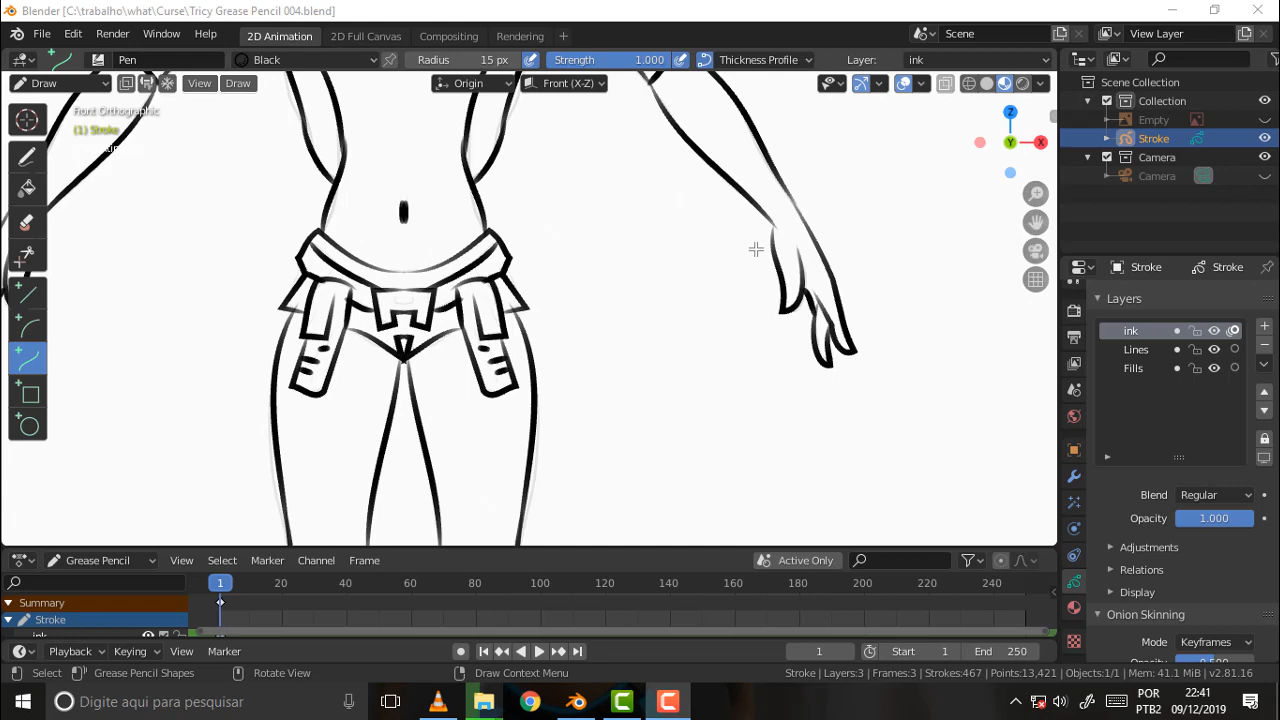 Blender [C:\trabalho\what\Curse\Tricy Grease Pencil 004.blend]
File Edit Render Window Help 2D Animation 2D Full Canvas Compositing Rendering Scene View Layer
Pen Black Radius 15 px Strength 1.000 Thickness Profile Layer: ink
Draw View Draw Origin Front (X-Z)
Front Orthographic
(1) Stroke
Z
Y
X
Scene Collection
Collection
Empty
Stroke
Camera
Camera
Stroke Stroke
Layers
ink
Lines
Fills
Blend Regular
Opacity 1.000
Adjustments
Relations
Display
Onion Skinning
Mode Keyframes
Opacity 0.500
Grease Pencil View Select Marker Channel Frame Active Only
1 20 40 60 80 100 120 140 160 180 200 220 240
Summary
Stroke
ink
Playback Keying View Marker 1 Start 1 End 250
Select Grease Pencil Shapes Rotate View Draw Context Menu Stroke | Layers:3 | Frames:3 | Strokes:467 | Points:13,421 | Objects:1/1 | Mem: 41.1 MiB | v2.81.16
Digite aqui para pesquisar POR 22:41
PTB2 09/12/2019